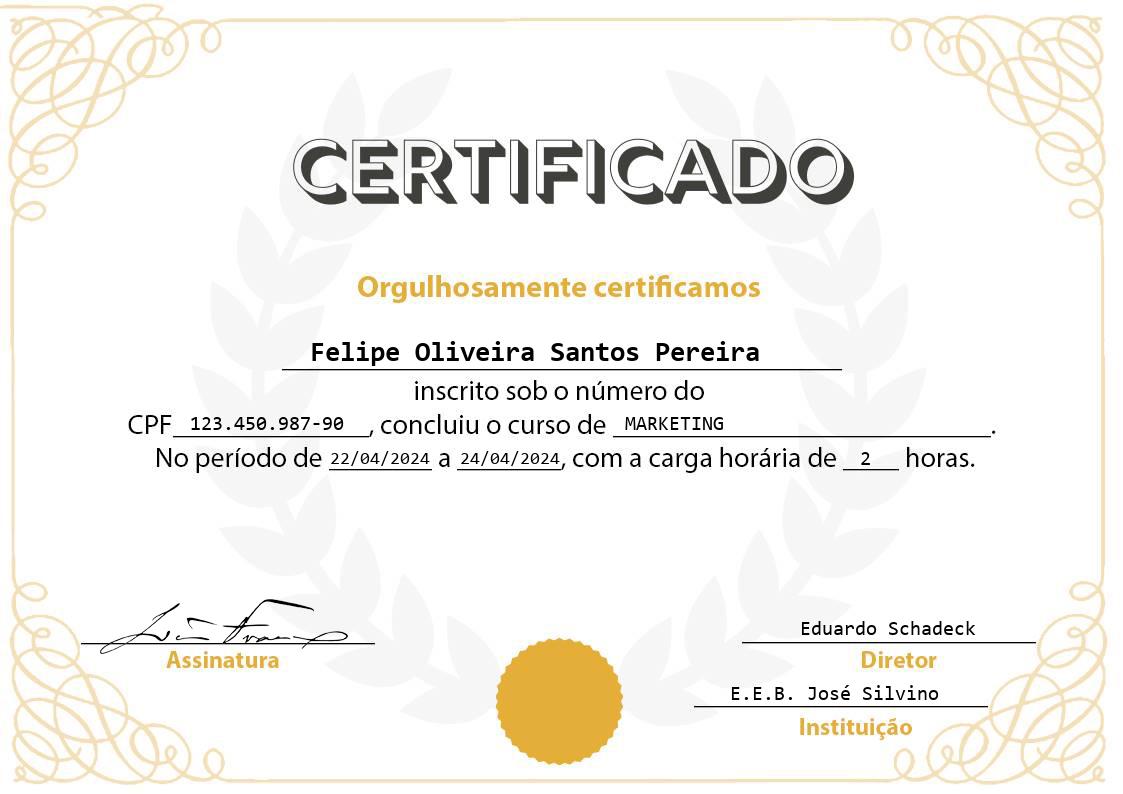 CERTIFICADO
Orgulhosamente certificamos
Felipe Oliveira Santos Pereira
inscrito sob o número do
CPF 123.450.987-90, concluiu o curso de MARKETING.
No período de 22/04/2024 a 24/04/2024, com a carga horária de 2 horas.
Assinatura
Eduardo Schadeck
Diretor
E.E.B. José Silvino
Instituição